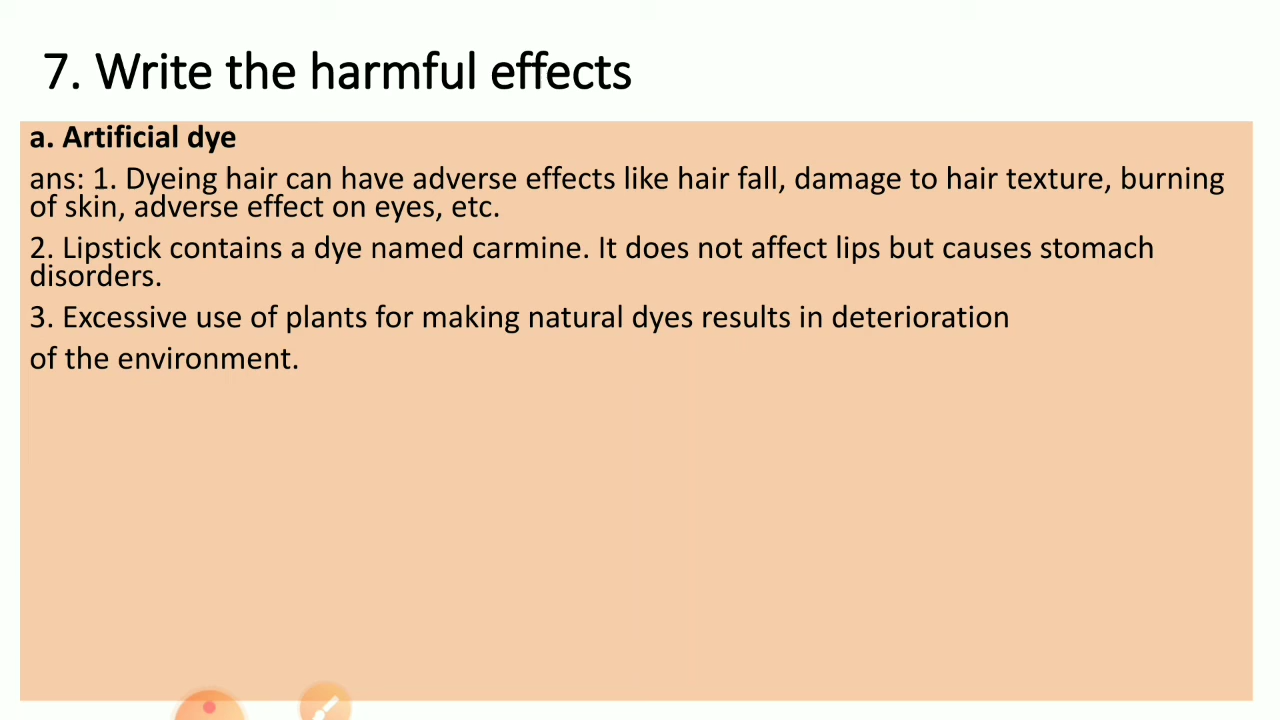 7. Write the harmful effects
a. Artificial dye
ans: 1. Dyeing hair can have adverse effects like hair fall, damage to hair texture, burning
of skin, adverse effect on eyes, etc.
2. Lipstick contains a dye named carmine. It does not affect lips but causes stomach
disorders.
3. Excessive use of plants for making natural dyes results in deterioration
of the environment.